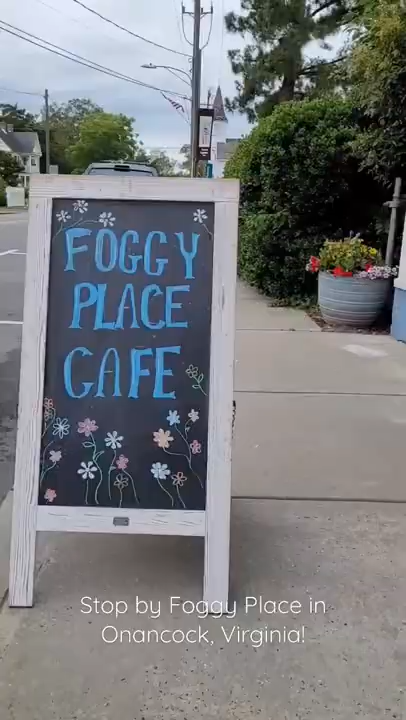 FOGGY
PLACE
CAFE
Stop by Foggy Place in
Onancock, Virginia!